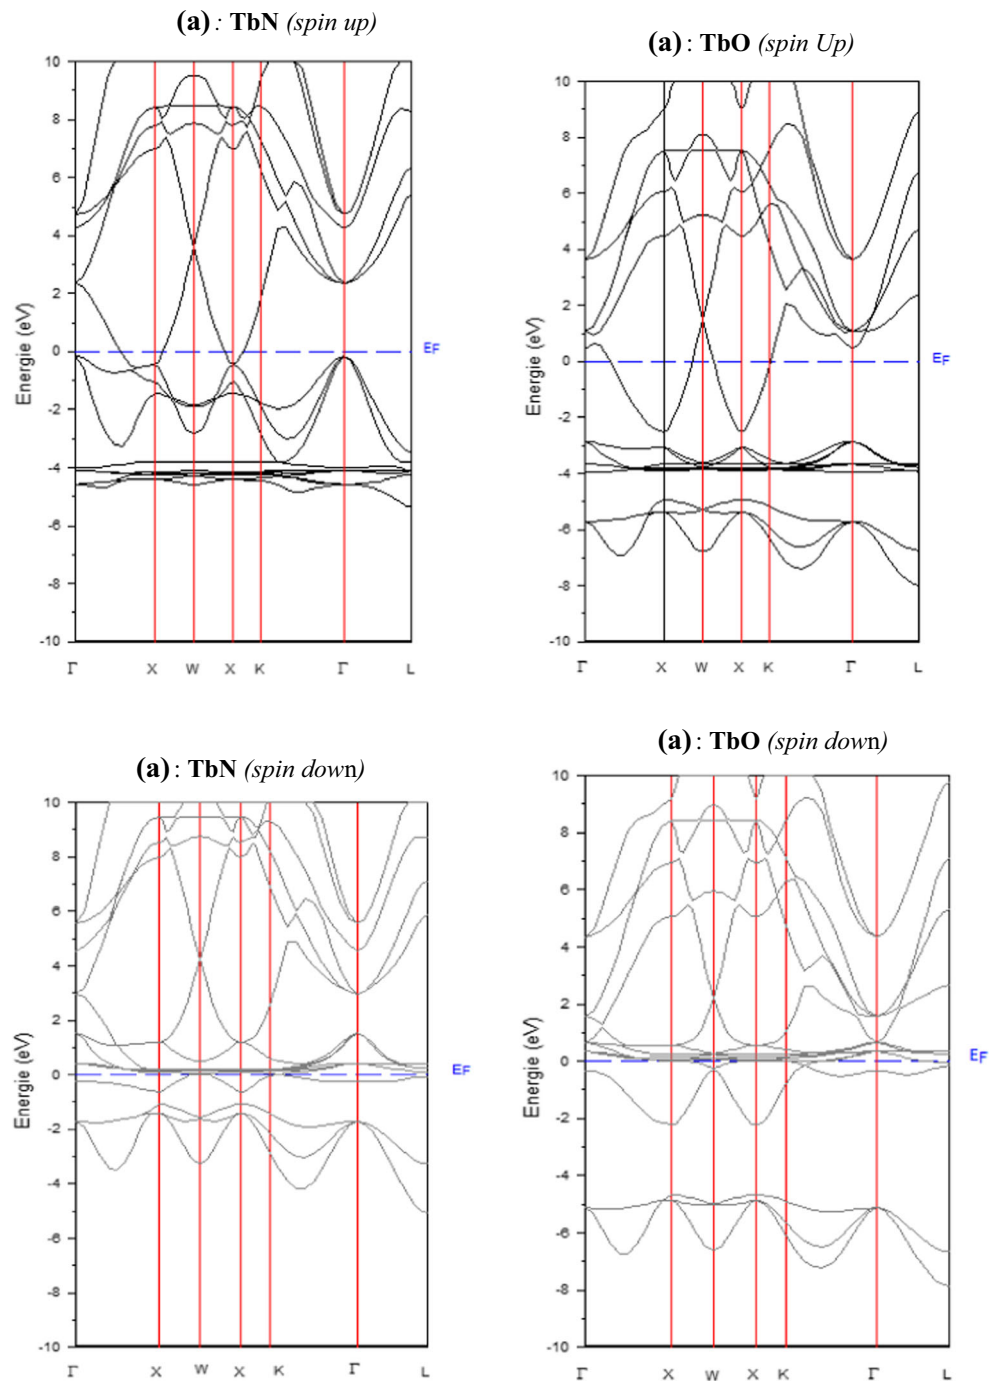 (a) : TbN (spin up)
10
8
6
4
2
0
-2
-4
-6
-8
-10
Energie (eV)
EF
Γ X W X K Γ L
(a) : TbO (spin Up)
10
8
6
4
2
0
-2
-4
-6
-8
-10
Energie (eV)
EF
Γ X W X K Γ L
(a) : TbN (spin down)
10
8
6
4
2
0
-2
-4
-6
-8
-10
Energie (eV)
EF
Γ X W X K Γ L
(a) : TbO (spin down)
10
8
6
4
2
0
-2
-4
-6
-8
-10
Energie (eV)
EF
Γ X W X K Γ L